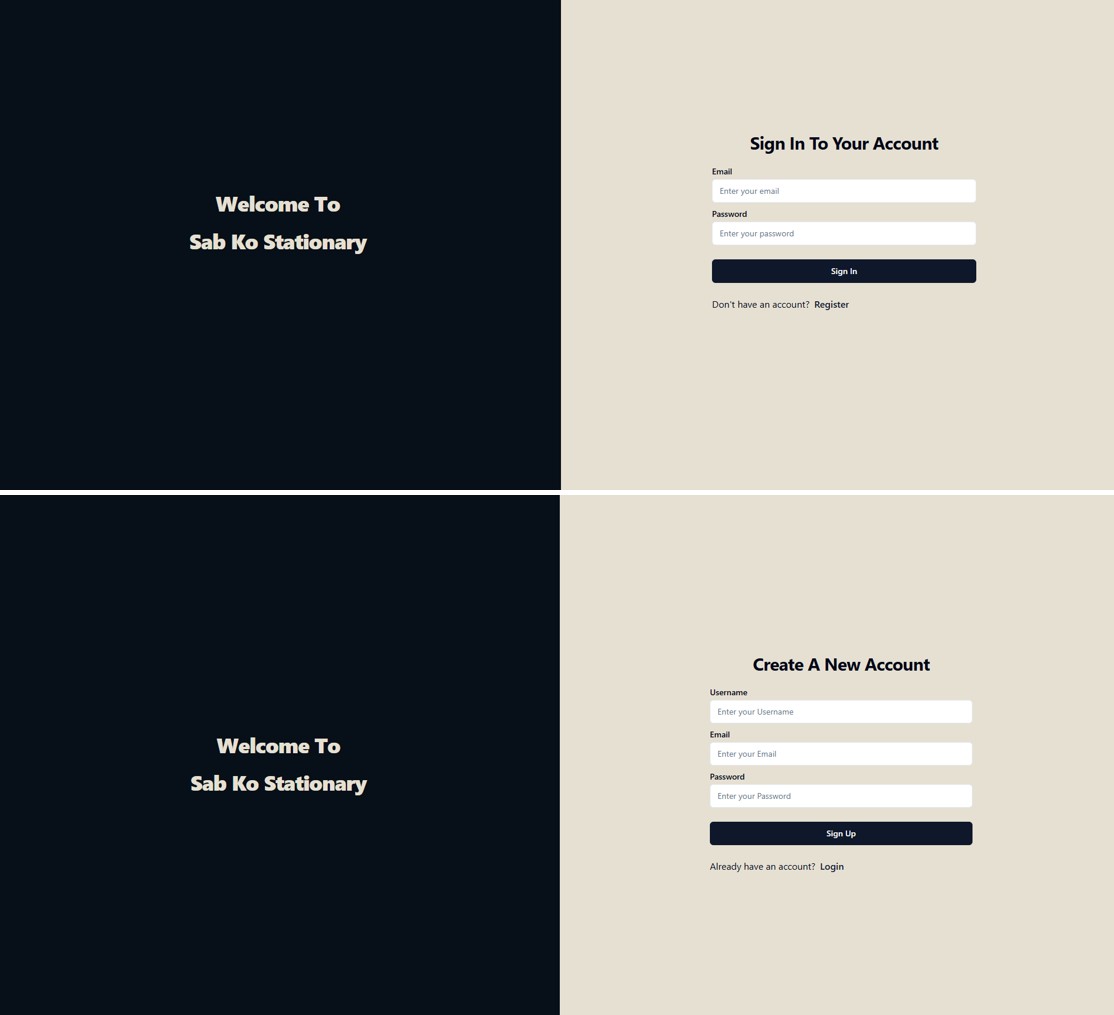 Welcome To
Sab Ko Stationary
Sign In To Your Account
Email
Enter your email
Password
Enter your password
Sign In
Don't have an account? Register
Welcome To
Sab Ko Stationary
Create A New Account
Username
Enter your Username
Email
Enter your Email
Password
Enter your Password
Sign Up
Already have an account? Login